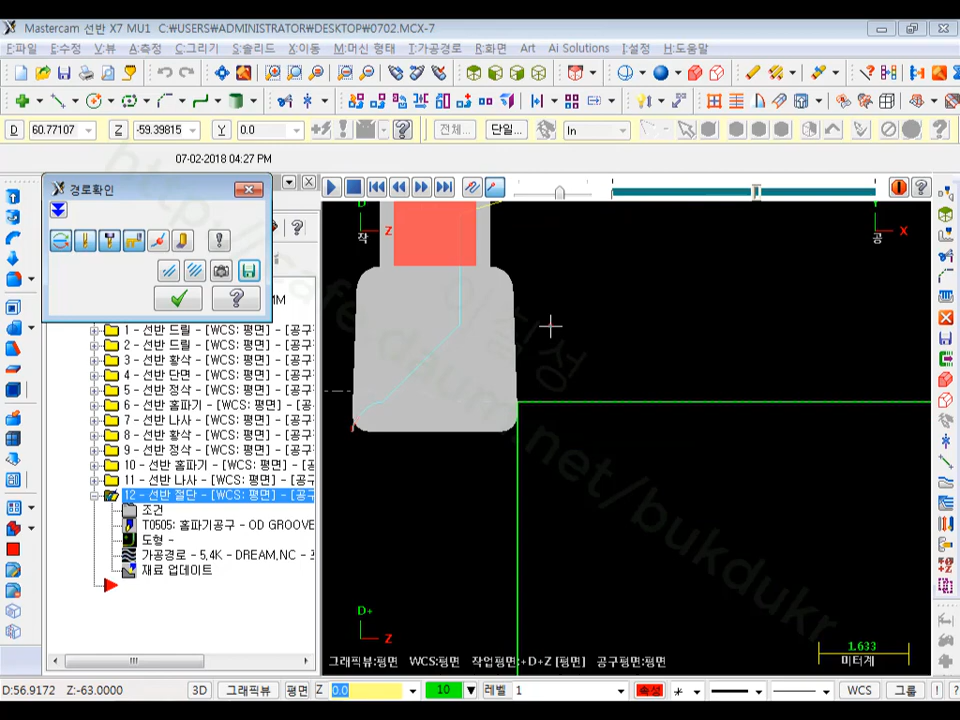 Mastercam 선반 X7 MU1 C:₩USERS₩ADMINISTRATOR₩DESKTOP₩0702.MCX-7
F:파일 E:수정 V:뷰 A:측정 C:그리기 S:솔리드 X:이동 M:머신 형태 T:가공경로 R:화면 Art Ai Solutions I:설정 H:도움말
D 60.77107 Z -59.39815 Y 0.0 전체... 단일... In
07-02-2018 04:27 PM
경로확인
D Z X
작 공
MM
1 - 선반 드릴 - [WCS: 평면] - [공구
2 - 선반 드릴 - [WCS: 평면] - [공구
3 - 선반 황삭 - [WCS: 평면] - [공구
4 - 선반 단면 - [WCS: 평면] - [공구
5 - 선반 정삭 - [WCS: 평면] - [공구
6 - 선반 홈파기 - [WCS: 평면] - [공
7 - 선반 나사 - [WCS: 평면] - [공구
8 - 선반 황삭 - [WCS: 평면] - [공구
9 - 선반 정삭 - [WCS: 평면] - [공구
10 - 선반 홈파기 - [WCS: 평면] - [
11 - 선반 나사 - [WCS: 평면] - [공
12 - 선반 절단 - [WCS: 평면] - [공구
조건
T0505: 홈파기공구 - OD GROOVE
도형 -
가공경로 - 5,4K - DREAM,NC -
재료 업데이트
D+
Z
그래픽뷰:평면 WCS:평면 작업평면:+D+Z [평면] 공구평면:평면
1.633
미터계
D:56.9172 Z:-63.0000 3D 그래픽뷰 평면 Z 0.0 10 레벨 1 속성 WCS 그룹 ! ?